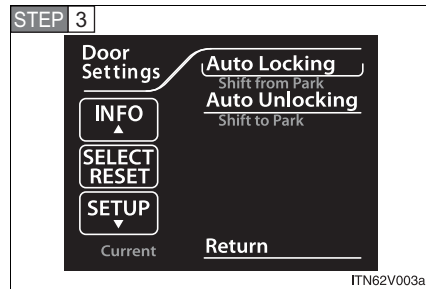 STEP 3
Door
Settings
INFO
SELECT
RESET
SETUP
Current
Auto Locking
Shift from Park
Auto Unlocking
Shift to Park
Return
ITN62V003a